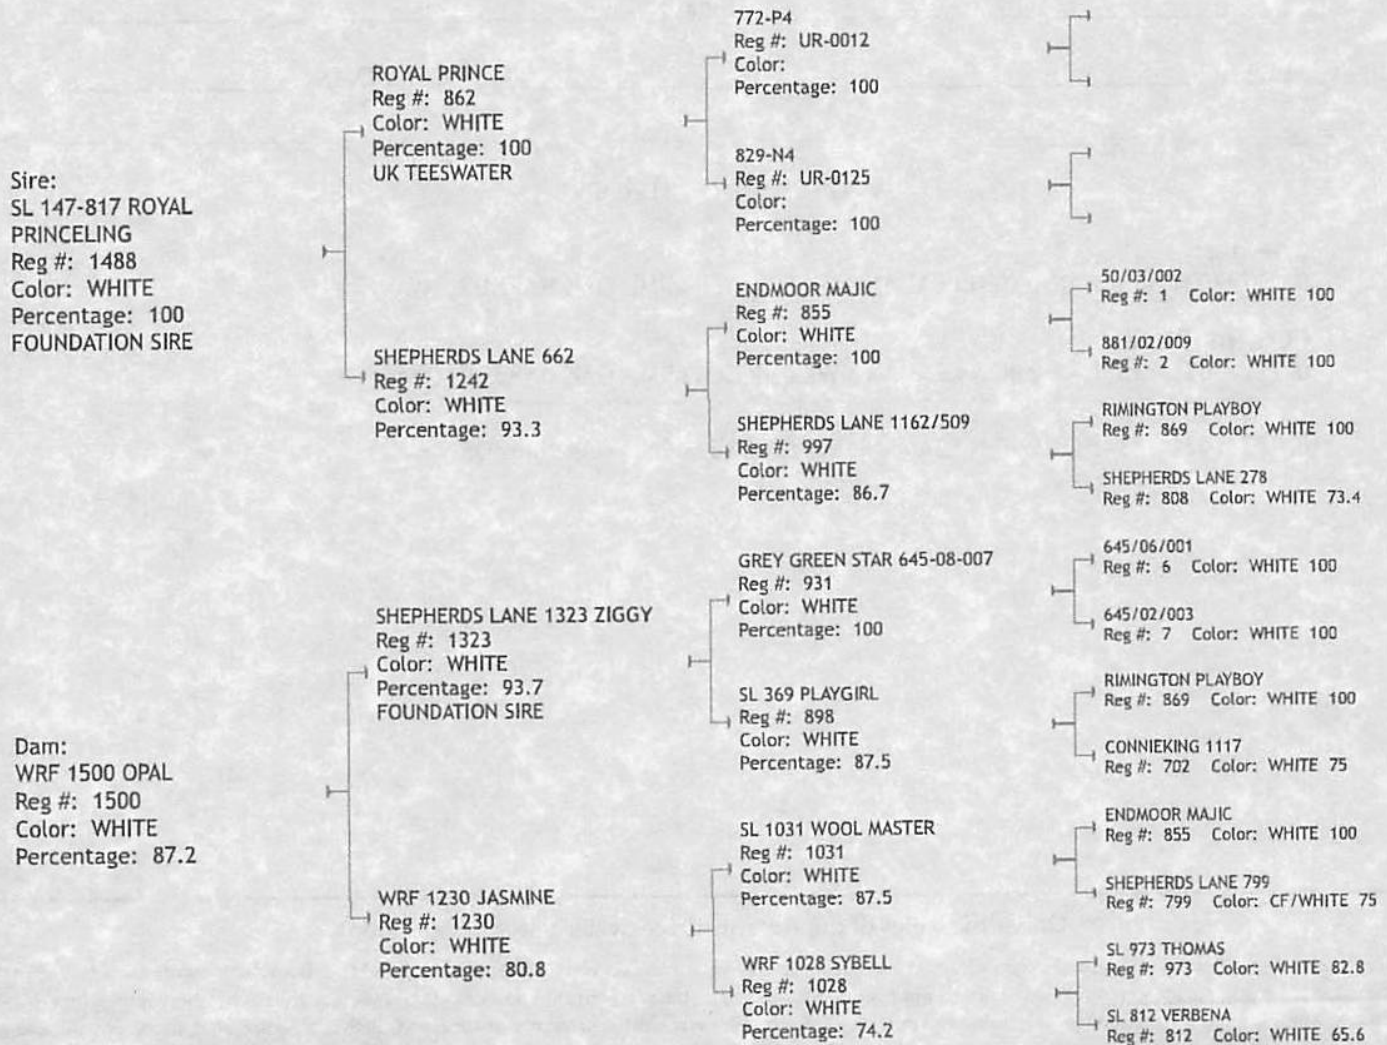 Sire:
SL 147-817 ROYAL
PRINCELING
Reg #: 1488
Color: WHITE
Percentage: 100
FOUNDATION SIRE
Dam:
WRF 1500 OPAL
Reg #: 1500
Color: WHITE
Percentage: 87.2
ROYAL PRINCE
Reg #: 862
Color: WHITE
Percentage: 100
UK TEESWATER
SHEPHERDS LANE 662
Reg #: 1242
Color: WHITE
Percentage: 93.3
SHEPHERDS LANE 1323 ZIGGY
Reg #: 1323
Color: WHITE
Percentage: 93.7
FOUNDATION SIRE
WRF 1230 JASMINE
Reg #: 1230
Color: WHITE
Percentage: 80.8
772-P4
Reg #: UR-0012
Color:
Percentage: 100
829-N4
Reg #: UR-0125
Color:
Percentage: 100
ENDMOOR MAJIC
Reg #: 855
Color: WHITE
Percentage: 100
SHEPHERDS LANE 1162/509
Reg #: 997
Color: WHITE
Percentage: 86.7
GREY GREEN STAR 645-08-007
Reg #: 931
Color: WHITE
Percentage: 100
SL 369 PLAYGIRL
Reg #: 898
Color: WHITE
Percentage: 87.5
SL 1031 WOOL MASTER
Reg #: 1031
Color: WHITE
Percentage: 87.5
WRF 1028 SYBELL
Reg #: 1028
Color: WHITE
Percentage: 74.2
50/03/002
Reg #: 1 Color: WHITE 100
881/02/009
Reg #: 2 Color: WHITE 100
RIMINGTON PLAYBOY
Reg #: 869 Color: WHITE 100
SHEPHERDS LANE 278
Reg #: 808 Color: WHITE 73.4
645/06/001
Reg #: 6 Color: WHITE 100
645/02/003
Reg #: 7 Color: WHITE 100
RIMINGTON PLAYBOY
Reg #: 869 Color: WHITE 100
CONNIEKING 1117
Reg #: 702 Color: WHITE 75
ENDMOOR MAJIC
Reg #: 855 Color: WHITE 100
SHEPHERDS LANE 799
Reg #: 799 Color: CF/WHITE 75
SL 973 THOMAS
Reg #: 973 Color: WHITE 82.8
SL 812 VERBENA
Reg #: 812 Color: WHITE 65.6